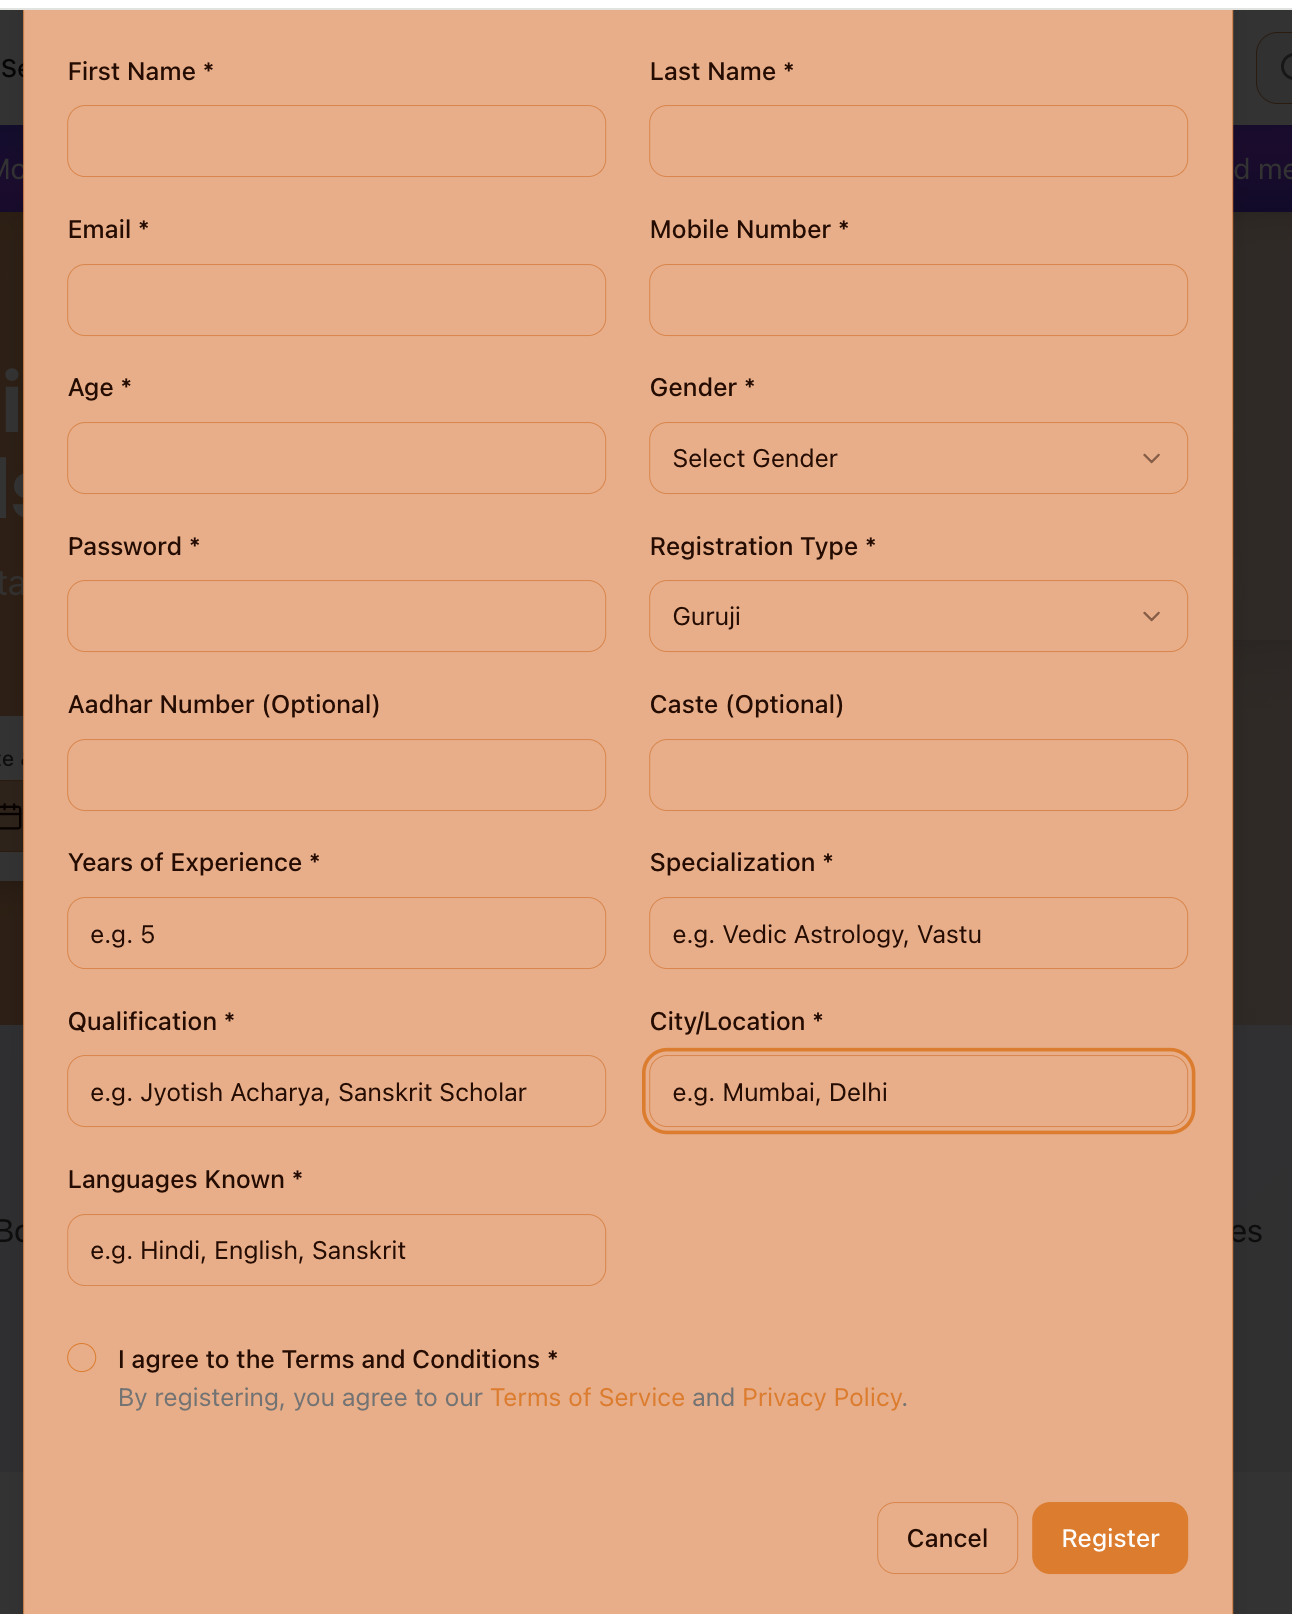 First Name *
Last Name *
Email *
Mobile Number *
Age *
Gender *
Select Gender
Password *
Registration Type *
Guruji
Aadhar Number (Optional)
Caste (Optional)
Years of Experience *
Specialization *
e.g. 5
e.g. Vedic Astrology, Vastu
Qualification *
City/Location *
e.g. Jyotish Acharya, Sanskrit Scholar
e.g. Mumbai, Delhi
Languages Known *
e.g. Hindi, English, Sanskrit
I agree to the Terms and Conditions *
By registering, you agree to our Terms of Service and Privacy Policy.
Cancel
Register